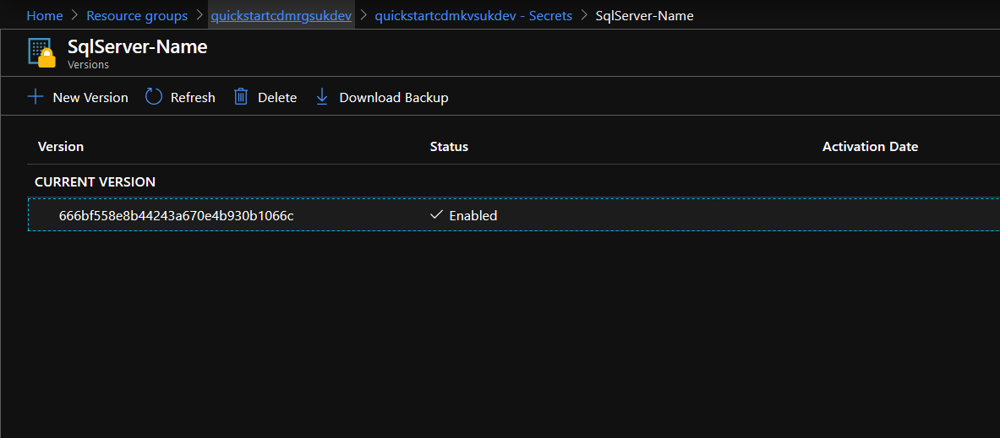 Home > Resource groups > quickstartcdmrgsukdev > quickstartcdmkvsukdev - Secrets > SqlServer-Name
SqlServer-Name
Versions
New Version Refresh Delete Download Backup
Version Status Activation Date
CURRENT VERSION
666bf558e8b44243a670e4b930b1066c Enabled